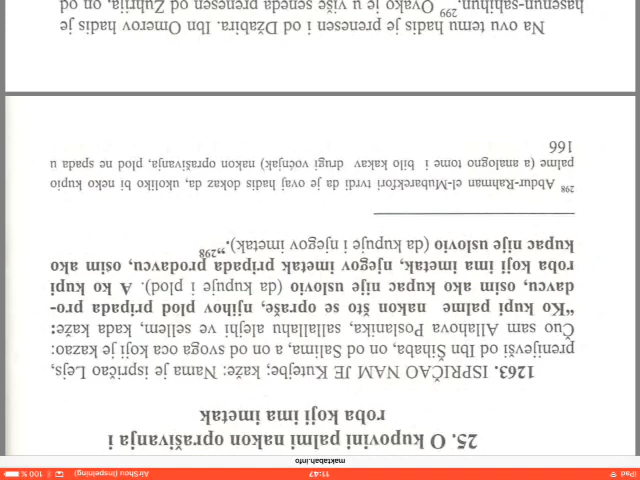 iPad
11:47
AirShou (Inspelning)
100 %
maktabah.info
25. O kupovini palmi nakon oprašivanja i
roba koji ima imetak
1263. ISPRIČAO NAM JE Kutejbe; kaže: Nama je ispričao Lejs,
prenijevši od Ibn Šihaba, on od Salima, a on od svoga oca koji je kazao:
Čuo sam Allahova Poslanika, sallallahu alejhi ve sellem, kada kaže:
“Ko kupi palme nakon što se opraše, njihov plod pripada pro-
davcu, osim ako kupac nije uslovio (da kupuje i plod). A ko kupi
roba koji ima imetak, njegov imetak pripada prodavcu, osim ako
kupac nije uslovio (da kupuje i njegov imetak).”298
298 Abdur-Rahman el-Mubarekfori tvrdi da je ovaj hadis dokaz da, ukoliko bi neko kupio
palme (a analogno tome i bilo kakav drugi voćnjak) nakon oprašivanja, plod ne spada u
166
Na ovu temu hadis je prenesen i od Džabira. Ibn Omerov hadis je
hasenun-sahihun.299 Ovako je u više seneda prenesen od Zuhrija, on od